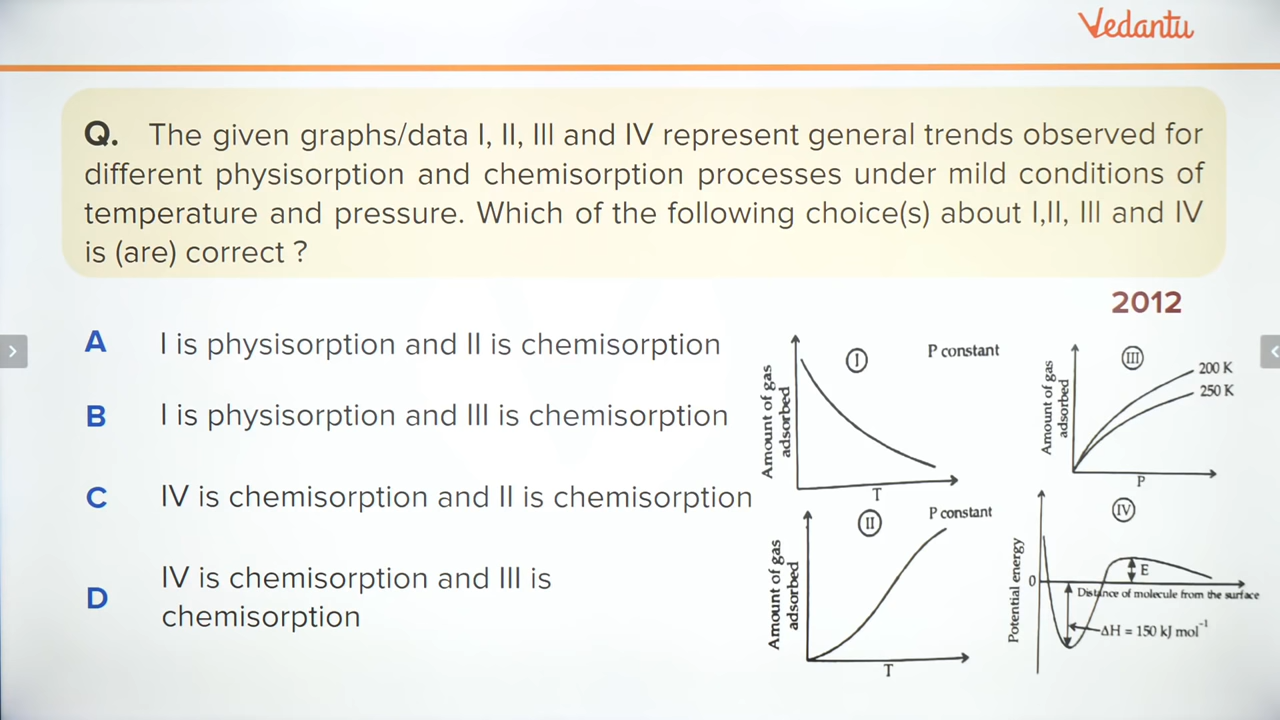 Vedantu
Q. The given graphs/data I, II, III and IV represent general trends observed for
different physisorption and chemisorption processes under mild conditions of
temperature and pressure. Which of the following choice(s) about I,II, III and IV
is (are) correct ?
2012
A I is physisorption and II is chemisorption
B I is physisorption and III is chemisorption
C IV is chemisorption and II is chemisorption
D IV is chemisorption and III is
chemisorption
I
P constant
Amount of gas
adsorbed
T
III
200 K
250 K
Amount of gas
adsorbed
P
II
P constant
Amount of gas
adsorbed
T
IV
Potential energy
0
E
Distance of molecule from the surface
ΔH = 150 kJ mol⁻¹